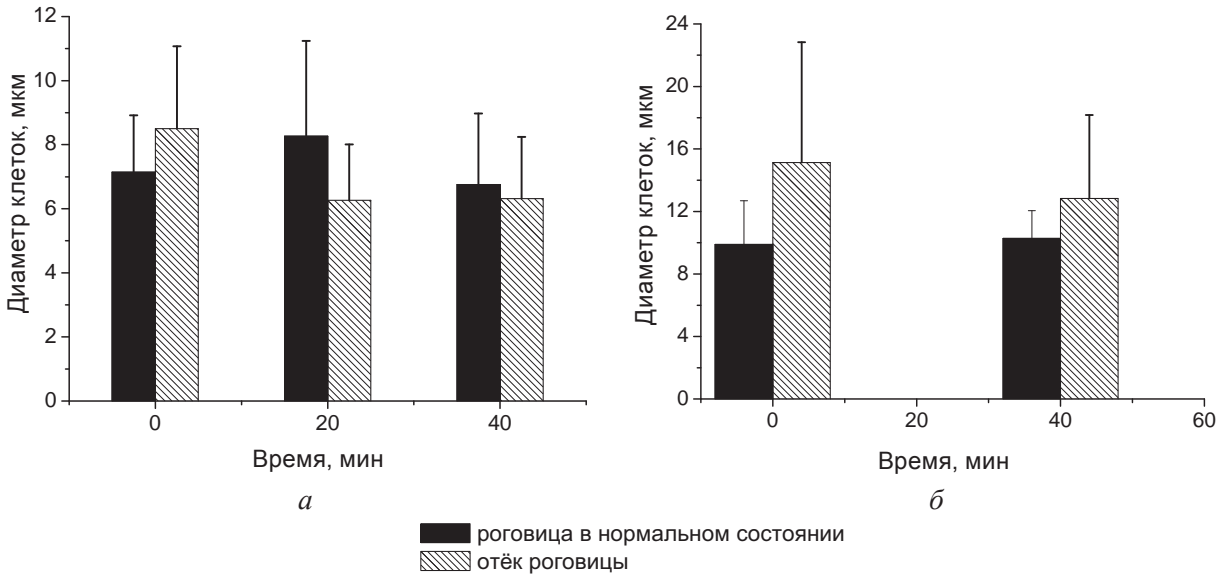 12
10
8
6
4
2
0
Диаметр клеток, мкм
0
20
40
Время, мин
а
24
20
16
12
8
4
0
Диаметр клеток, мкм
0
20
40
60
Время, мин
б
роговица в нормальном состоянии
отёк роговицы